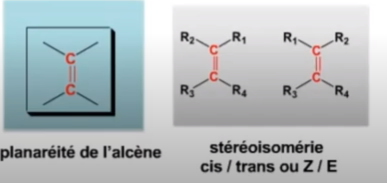 R₂ R₁ R₁ R₂
C C C
C C C
R₃ R₄ R₃ R₄
planaréité de l'alcène
stéréoisomérie
cis / trans ou Z / E